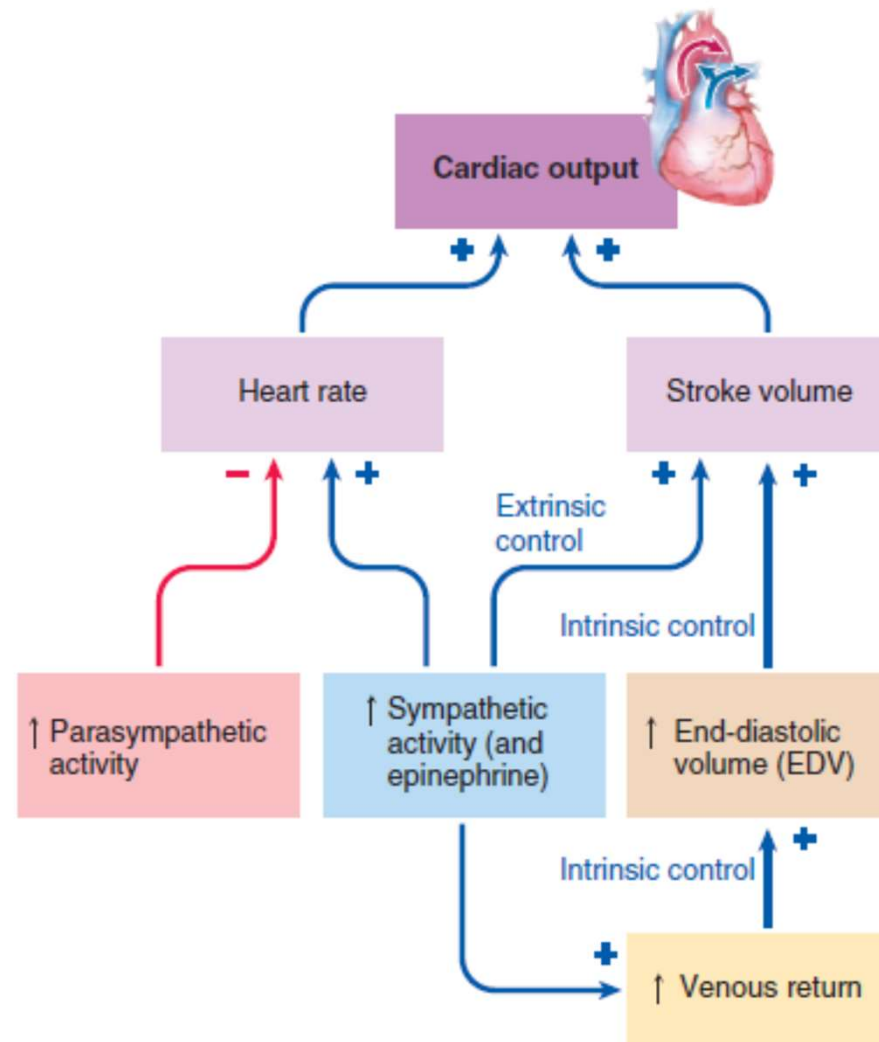 Cardiac output
+ +
Heart rate
Stroke volume
− +
+ +
Extrinsic
control
Intrinsic control
↑ Parasympathetic
activity
↑ Sympathetic
activity (and
epinephrine)
↑ End-diastolic
volume (EDV)
+
Intrinsic control
+
↑ Venous return